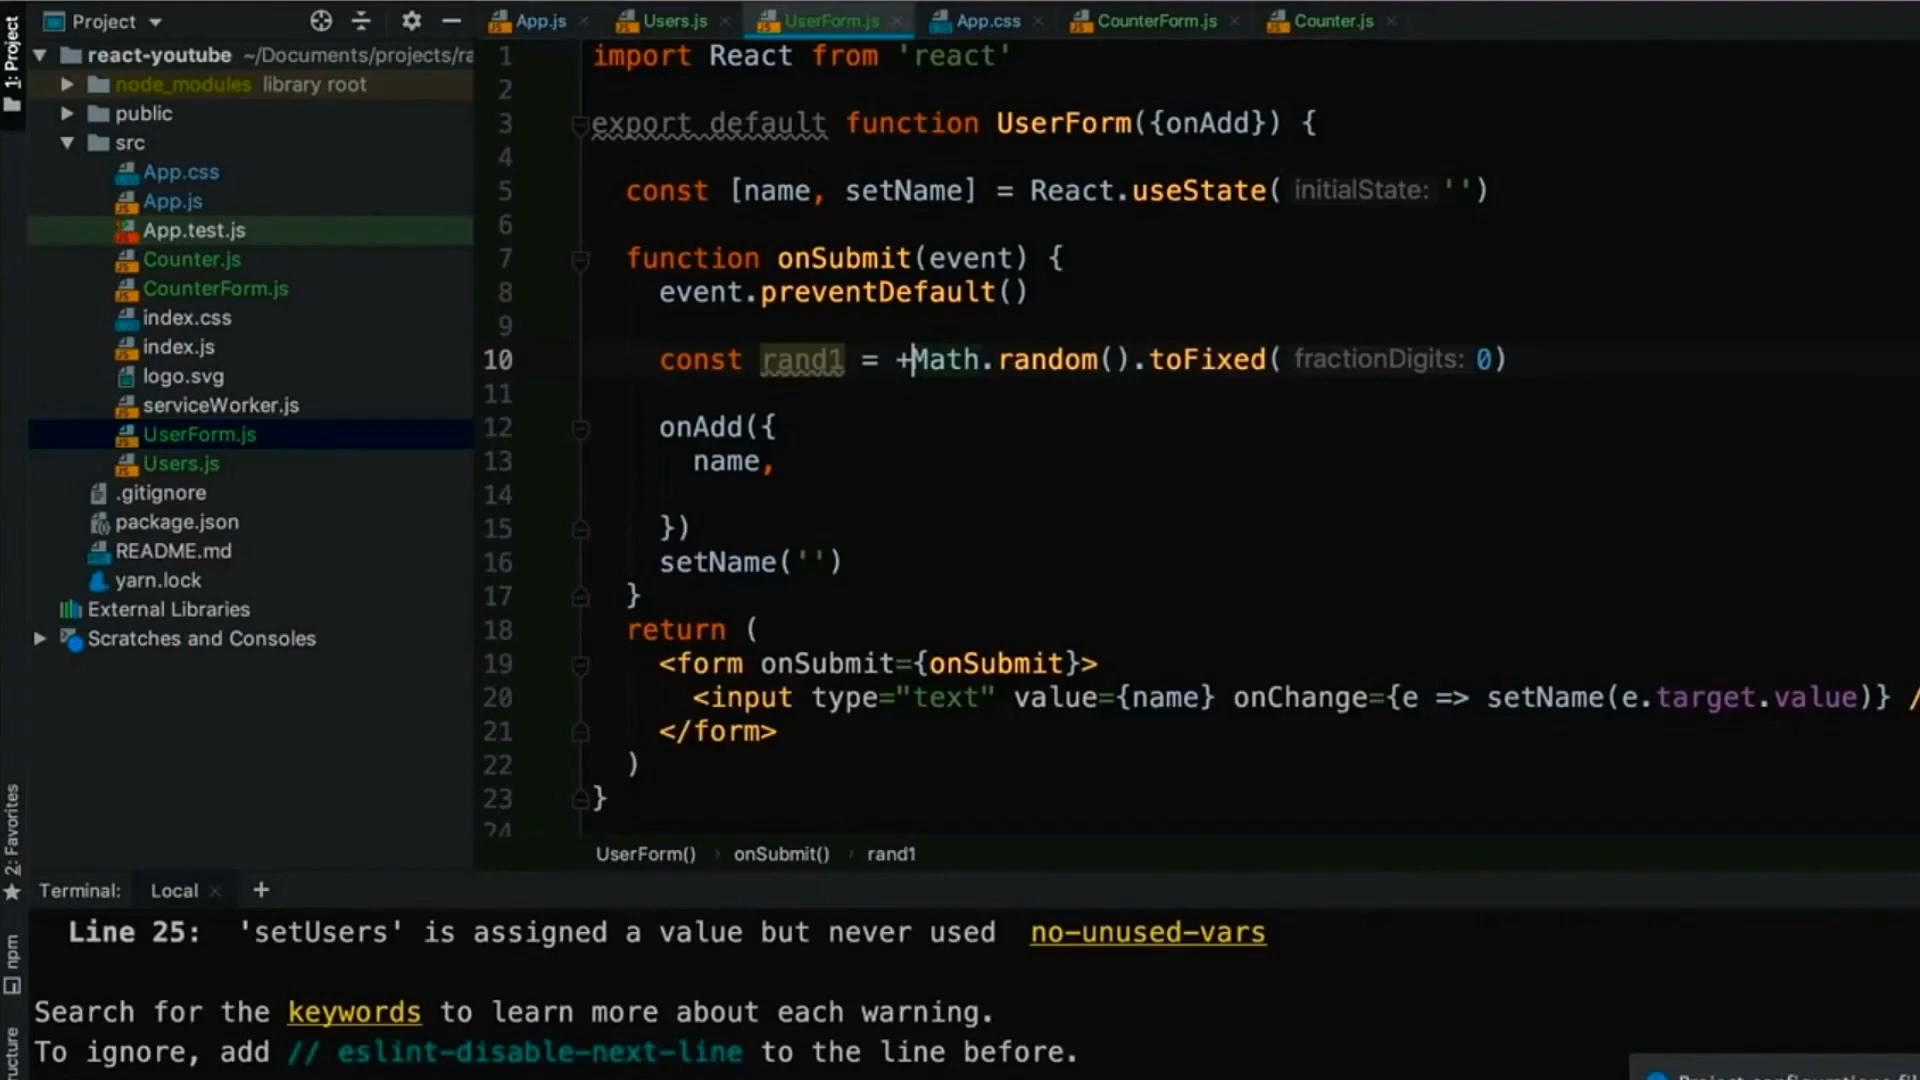 1: Project
Project
react-youtube ~/Documents/projects/ra
node_modules library root
public
src
App.css
App.js
App.test.js
Counter.js
CounterForm.js
index.css
index.js
logo.svg
serviceWorker.js
UserForm.js
Users.js
.gitignore
package.json
README.md
yarn.lock
External Libraries
Scratches and Consoles
App.js
Users.js
UserForm.js
App.css
CounterForm.js
Counter.js
1 import React from 'react'
2
3 export default function UserForm({onAdd}) {
4
5 const [name, setName] = React.useState( initialState: '')
6
7 function onSubmit(event) {
8 event.preventDefault()
9
10 const rand1 = +Math.random().toFixed( fractionDigits: 0)
11
12 onAdd({
13 name,
14
15 })
16 setName('')
17 }
18 return (
19 <form onSubmit={onSubmit}>
20 <input type="text" value={name} onChange={e => setName(e.target.value)} /
21 </form>
22 )
23 }
24
UserForm() › onSubmit() › rand1
2: Favorites
npm
ructure
Terminal: Local +
Line 25: 'setUsers' is assigned a value but never used no-unused-vars
Search for the keywords to learn more about each warning.
To ignore, add // eslint-disable-next-line to the line before.